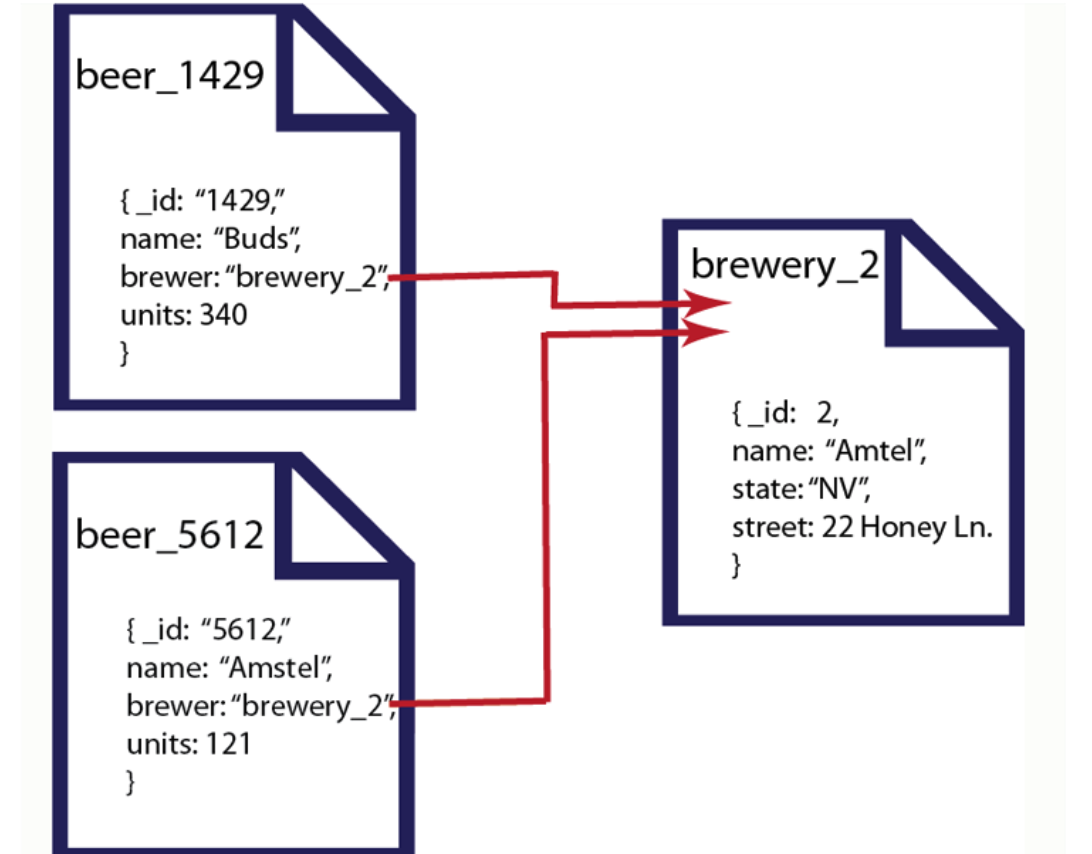 beer_1429
{ _id: “1429,”
name: “Buds”,
brewer: “brewery_2”,
units: 340
}
brewery_2
{ _id: 2,
name: “Amtel”,
state: “NV”,
street: 22 Honey Ln.
}
beer_5612
{ _id: “5612,”
name: “Amstel”,
brewer: “brewery_2”,
units: 121
}